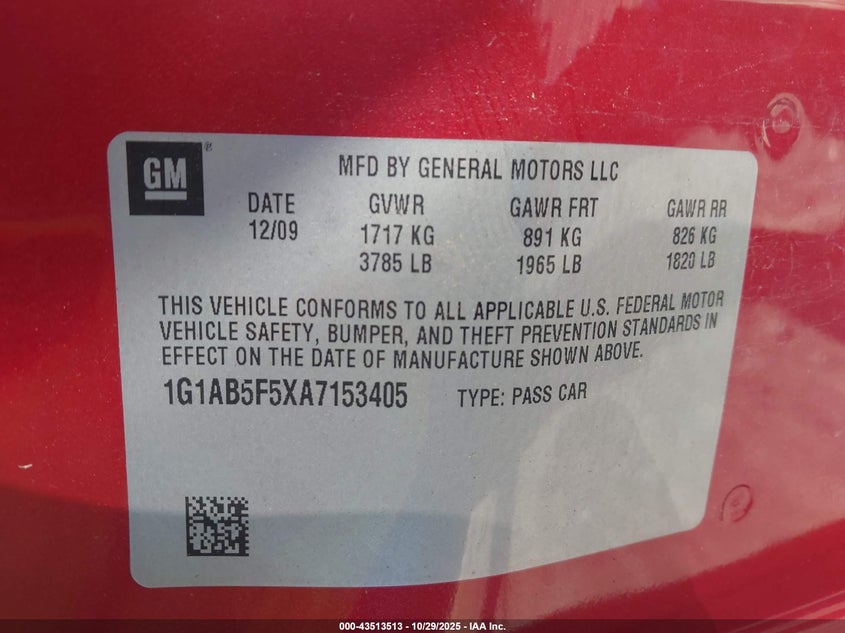 GM®
MFD BY GENERAL MOTORS LLC
DATE GVWR GAWR FRT GAWR RR
12/09 1717 KG 891 KG 826 KG
3785 LB 1965 LB 1820 LB
THIS VEHICLE CONFORMS TO ALL APPLICABLE U.S. FEDERAL MOTOR
VEHICLE SAFETY, BUMPER, AND THEFT PREVENTION STANDARDS IN
EFFECT ON THE DATE OF MANUFACTURE SHOWN ABOVE.
1G1AB5F5XA7153405 TYPE: PASS CAR
000-43513513 | 10/29/2025 | IAA Inc.